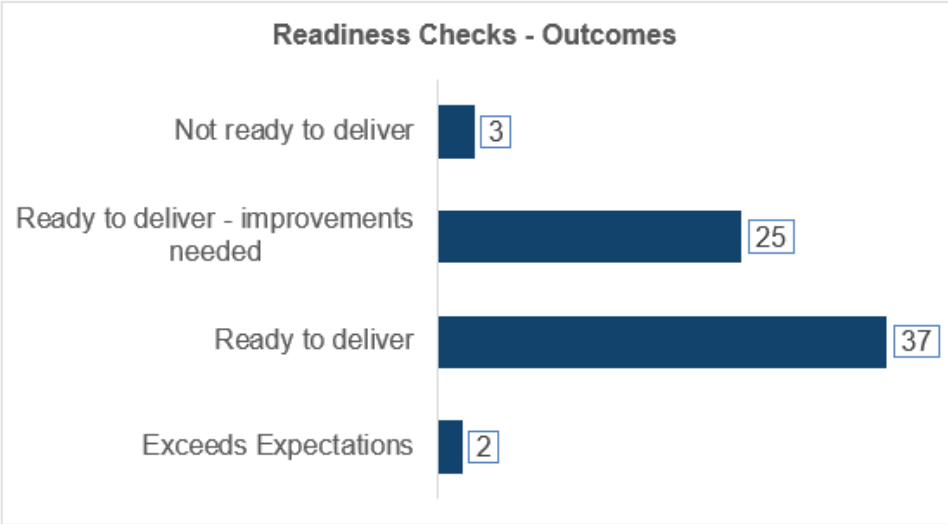 Readiness Checks - Outcomes
Not ready to deliver
3
Ready to deliver - improvements
needed
25
Ready to deliver
37
Exceeds Expectations
2